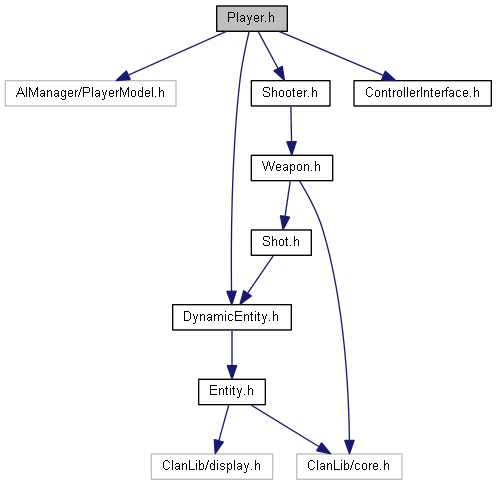 Player.h
AIManager/PlayerModel.h
Shooter.h
ControllerInterface.h
Weapon.h
Shot.h
DynamicEntity.h
Entity.h
ClanLib/display.h
ClanLib/core.h